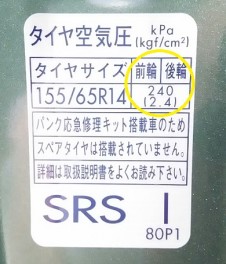 タイヤ空気圧 kPa (kgf/cm²)
タイヤサイズ 前輪 後輪
155/65R14 240 (2.4)
パンク応急修理キット搭載車のため
スペアタイヤは搭載されていません。
詳細は取扱説明書をよくお読み下さい。
SRS I
80P1